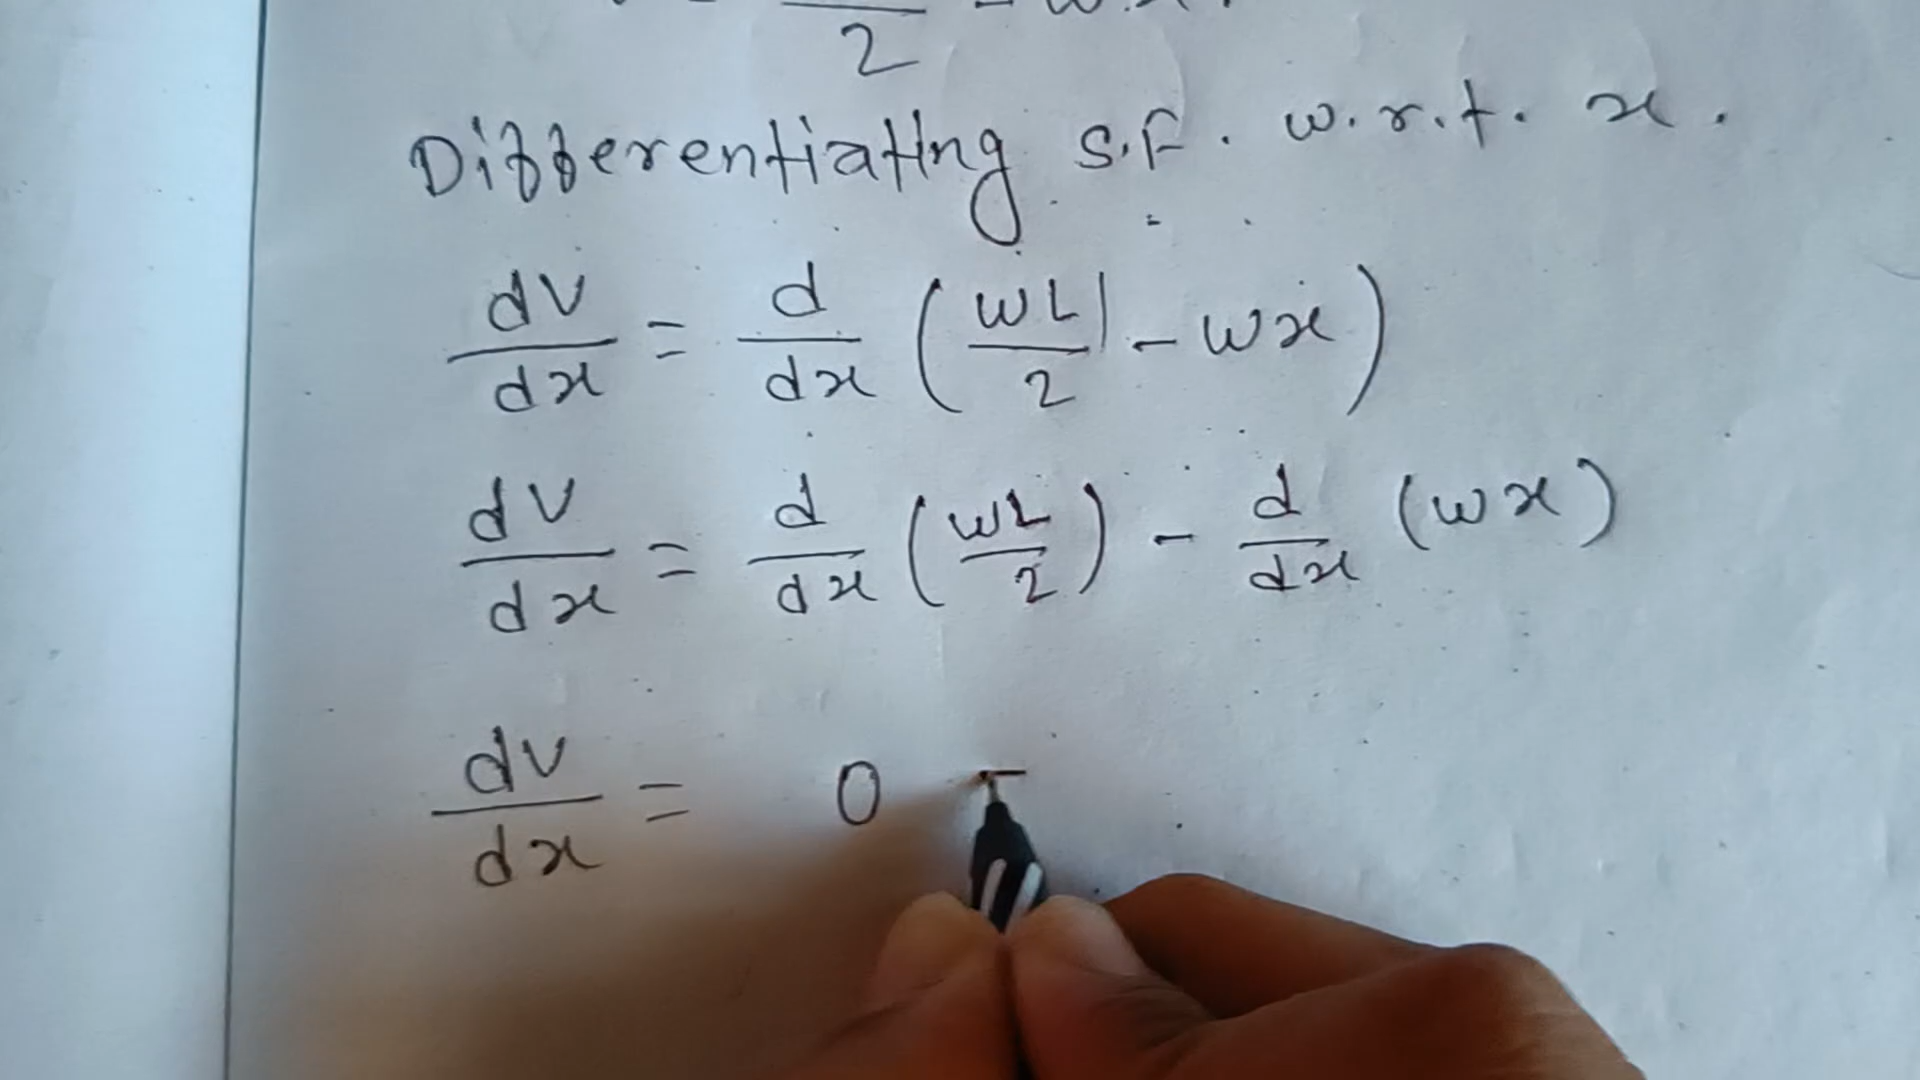 2 - w.x.
Differentiating S.F. w.r.t. x.
dV/dx = d/dx (wL/2 - wx)
dV/dx = d/dx (wL/2) - d/dx (wx)
dV/dx = 0 -